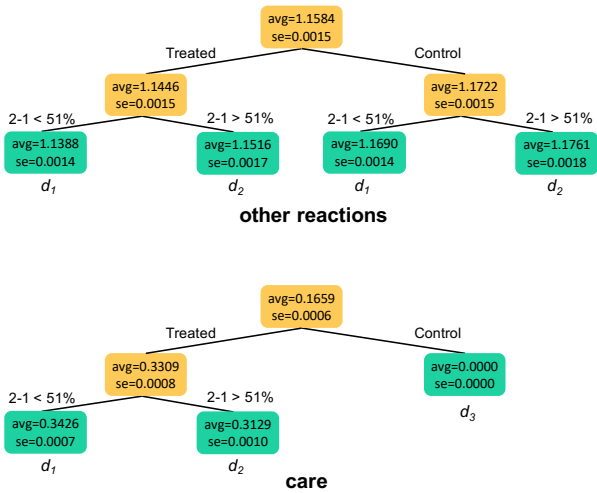 avg=1.1584
se=0.0015
Treated
Control
avg=1.1446
se=0.0015
avg=1.1722
se=0.0015
2-1 < 51%
2-1 > 51%
2-1 < 51%
2-1 > 51%
avg=1.1388
se=0.0014
avg=1.1516
se=0.0017
avg=1.1690
se=0.0014
avg=1.1761
se=0.0018
d1
d2
d1
d2
other reactions
avg=0.1659
se=0.0006
Treated
Control
avg=0.3309
se=0.0008
avg=0.0000
se=0.0000
2-1 < 51%
2-1 > 51%
d3
avg=0.3426
se=0.0007
avg=0.3129
se=0.0010
d1
d2
care